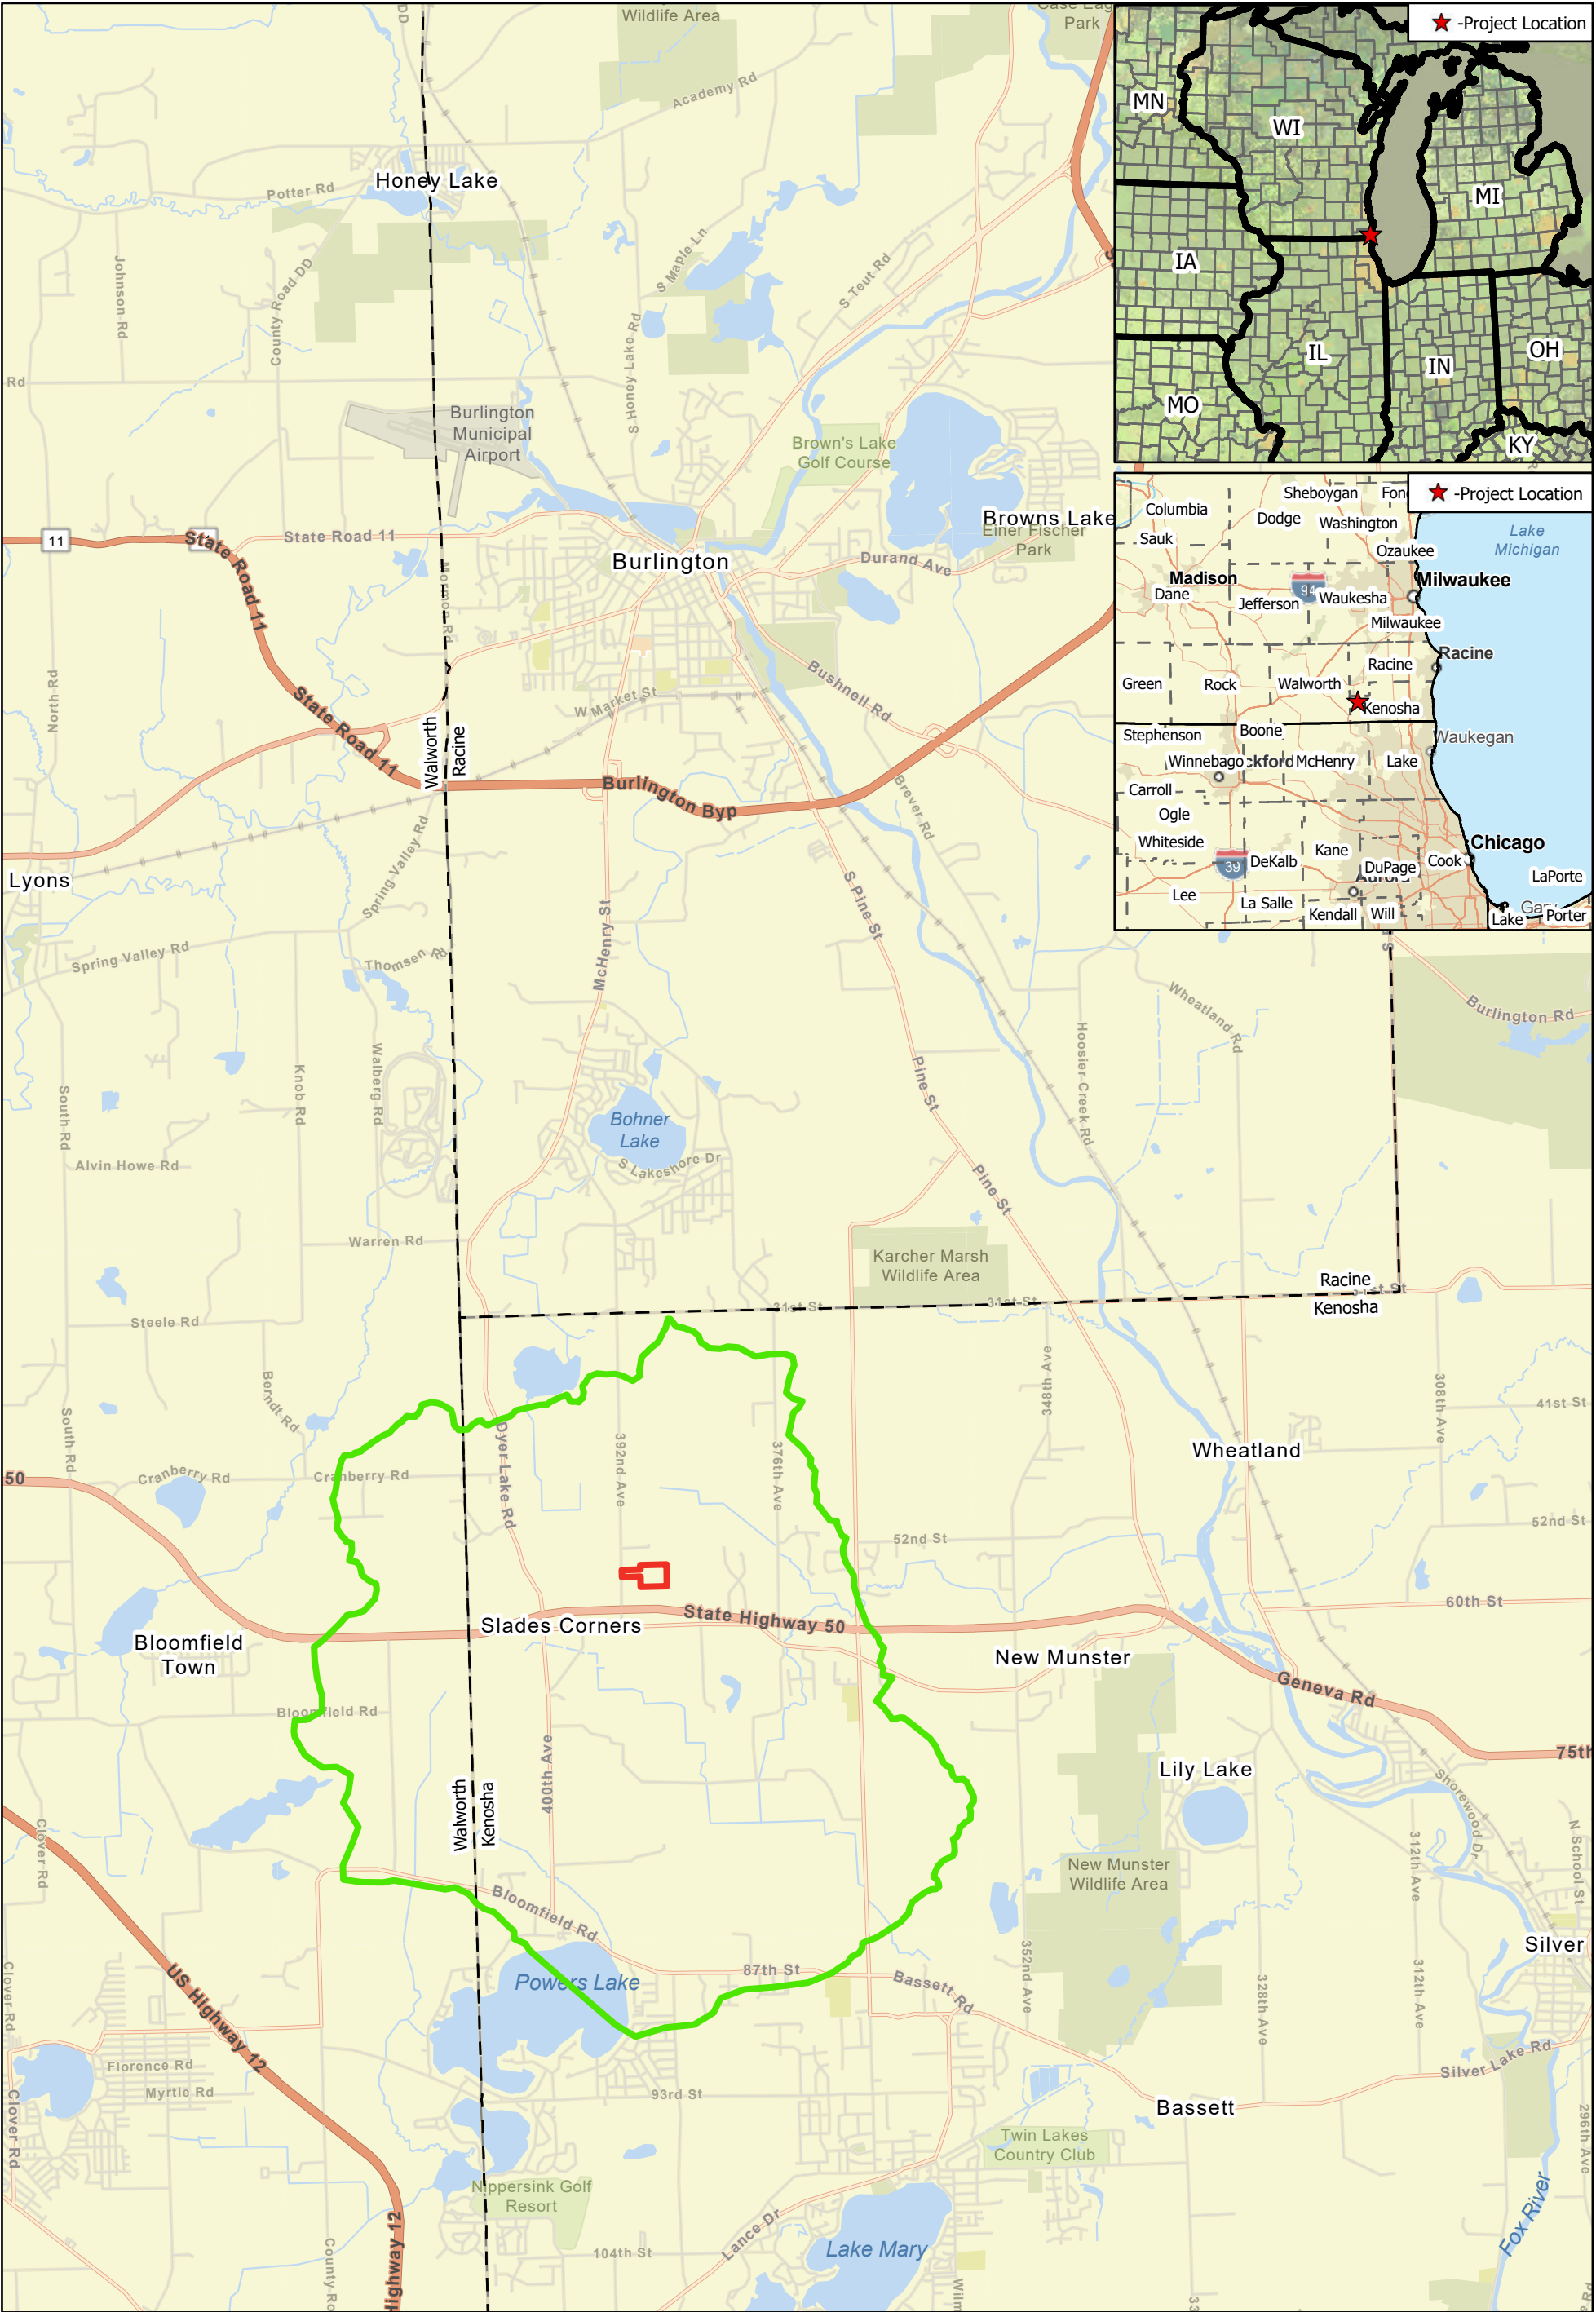 DD
Wildlife Area
Case Eag
Park
Academy Rd
Honey Lake
Potter Rd
Johnson Rd
County Road DD
S Maple Ln
S Teut Rd
S Honey Lake Rd
Rd
Burlington
Municipal
Airport
Brown's Lake
Golf Course
Browns Lake
Einer Fischer
Park
11
State Road 11
State Road 11
Burlington
Durand Ave
North Rd
State Road 11
W Market St
Bushnell Rd
Walworth
Racine
Burlington Byp
Brever Rd
Lyons
Spring Valley Rd
S Pine St
McHenry St
Spring Valley Rd
Thomsen Rd
Wheatland Rd
Burlington Rd
Hoosier Creek Rd
Walberg Rd
Knob Rd
South Rd
Pine St
Bohner
Lake
S Lakeshore Dr
Alvin Howe Rd
Pine St
Warren Rd
Karcher Marsh
Wildlife Area
Racine
31st St
31st St
31st St
Kenosha
Steele Rd
Berndt Rd
348th Ave
308th Ave
41st St
South Rd
Dyer Lake Rd
392nd Ave
376th Ave
Wheatland
50
Cranberry Rd
Cranberry Rd
52nd St
52nd St
60th St
Slades Corners
State Highway 50
Bloomfield
Town
New Munster
Geneva Rd
Bloomfield Rd
75th
Lily Lake
400th Ave
Walworth
Kenosha
Shorewood Dr
N School St
Clover Rd
312th Ave
New Munster
Wildlife Area
Bloomfield Rd
Silver
Clover Rd
US Highway 12
Powers Lake
87th St
Bassett Rd
352nd Ave
328th Ave
312th Ave
Florence Rd
Myrtle Rd
Clover Rd
93rd St
Silver Lake Rd
Bassett
296th Ave
Twin Lakes
Country Club
Nippersink Golf
Resort
Lance Dr
Lake Mary
Fox River
104th St
Highway 12
County Ro
Wilm
33
-Project Location
MN
WI
MI
IA
IL
IN
OH
MO
KY
-Project Location
Sheboygan
Fon
Columbia
Dodge
Washington
Lake
Michigan
Sauk
Ozaukee
Madison
Milwaukee
Dane
94
Jefferson
Waukesha
Milwaukee
Racine
Racine
Green
Rock
Walworth
Kenosha
Stephenson
Boone
Waukegan
Winnebago
ckford
McHenry
Lake
Carroll
Ogle
Whiteside
Kane
Chicago
39
DeKalb
DuPage
Cook
LaPorte
Lee
La Salle
Kendall
Will
Lake
Porter